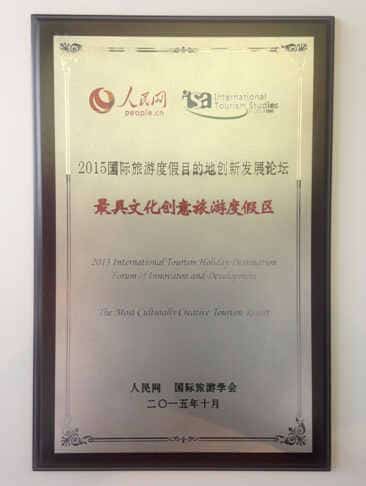 人民网 International
people.cn Tourism Studies
2015国际旅游度假目的地创新发展论坛
最具文化创意旅游度假区
2015 International Tourism Holiday Destination
Forum of Innovation and Development
The Most Culturally Creative Tourism Resort
人民网 国际旅游学会
二〇一五年十月